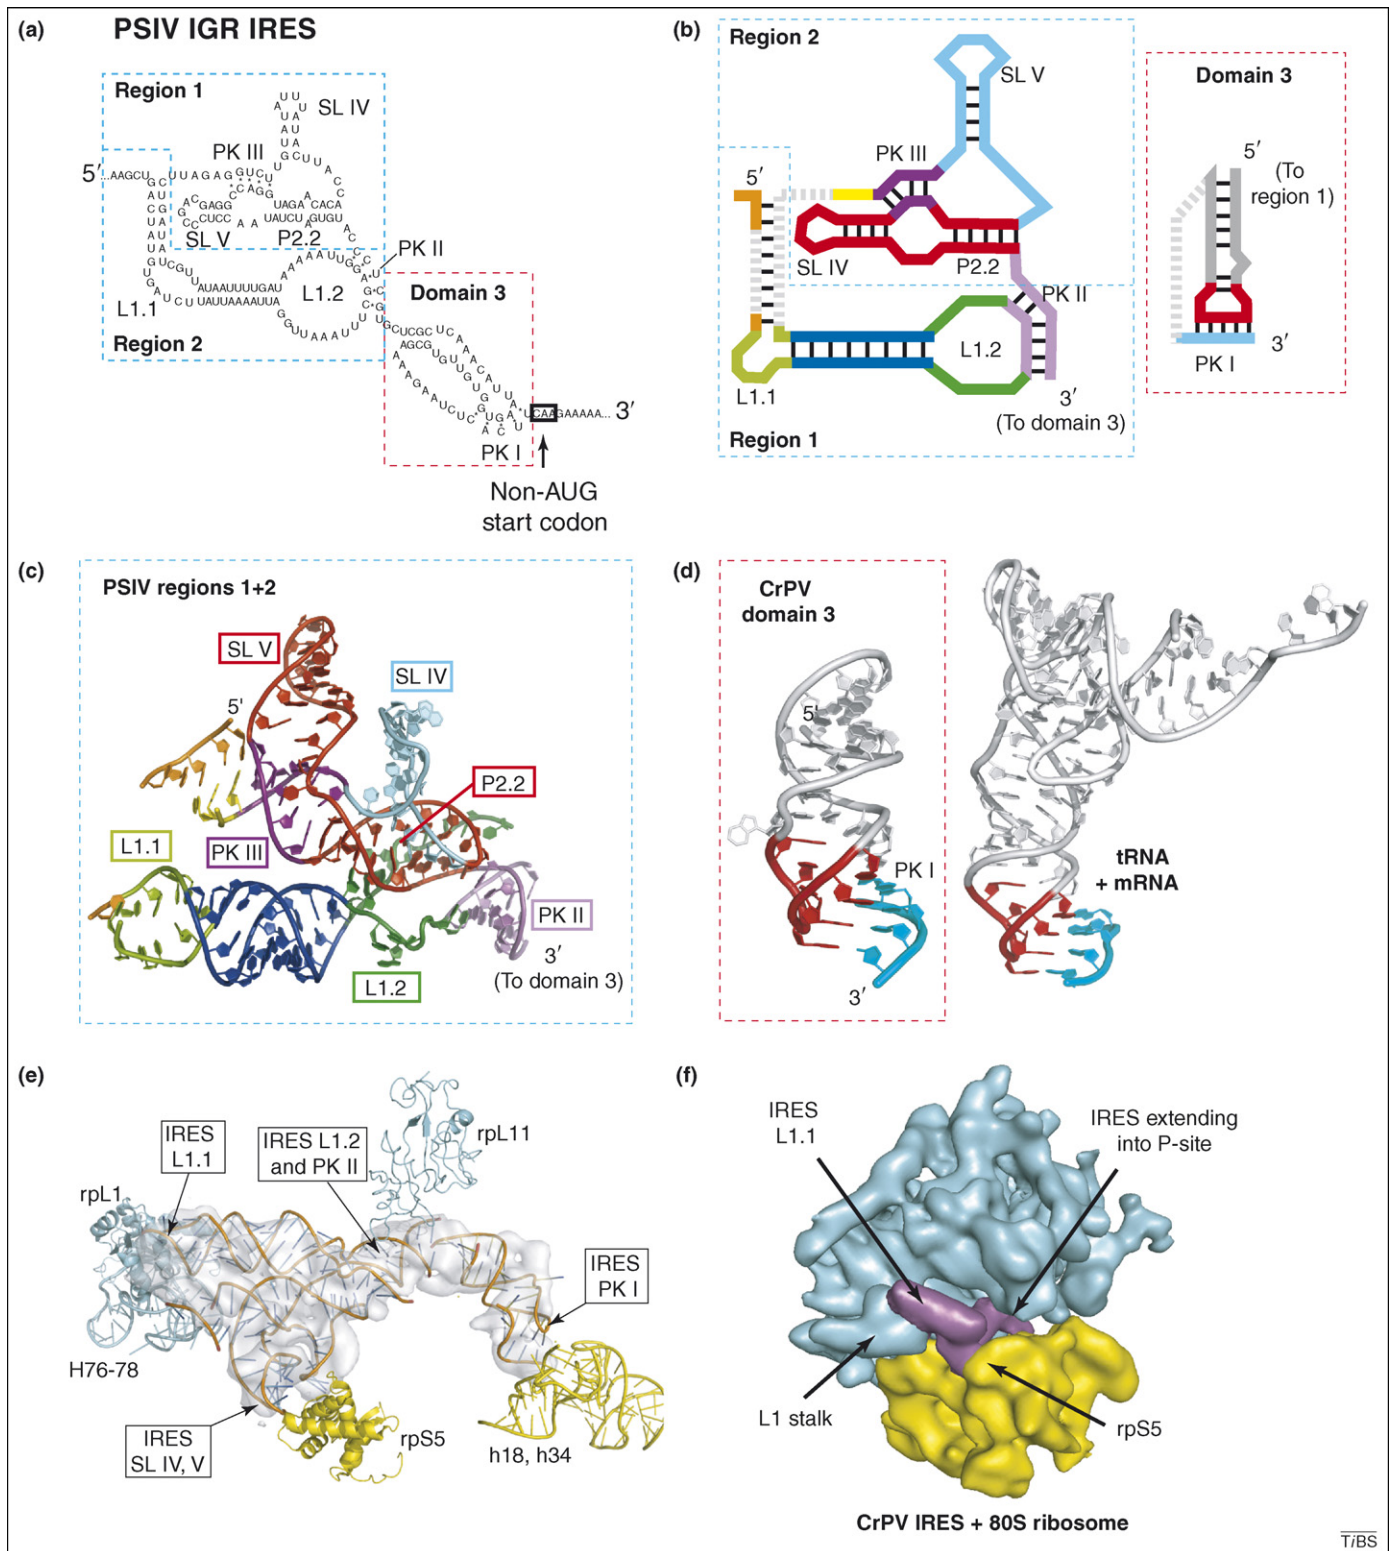 (a) PSIV IGR IRES
Region 1
SL IV
PK III
5′ ...AAGCU
SL V
P2.2
PK II
L1.1
L1.2
Region 2
Domain 3
CAAGAAAAA... 3′
PK I
Non-AUG
start codon
(b)
Region 2
SL V
PK III
5′
SL IV
P2.2
PK II
L1.2
L1.1
3′
(To domain 3)
Region 1
Domain 3
5′
(To
region 1)
3′
PK I
(c)
PSIV regions 1+2
SL V
SL IV
5′
P2.2
L1.1
PK III
PK II
3′
(To domain 3)
L1.2
(d)
CrPV
domain 3
5′
PK I
3′
tRNA
+ mRNA
(e)
IRES
L1.1
IRES L1.2
and PK II
rpL11
rpL1
IRES
PK I
H76-78
IRES
SL IV, V
rpS5
h18, h34
(f)
IRES
L1.1
IRES extending
into P-site
L1 stalk
rpS5
CrPV IRES + 80S ribosome
TiBS